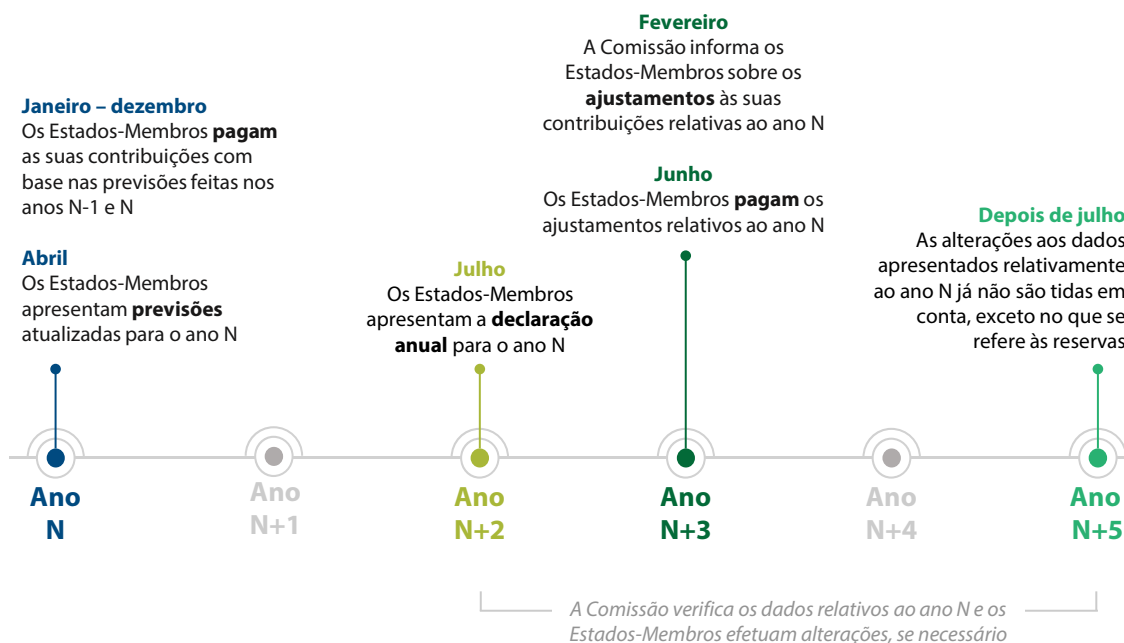 Janeiro – dezembro
Os Estados-Membros pagam
as suas contribuições com
base nas previsões feitas nos
anos N-1 e N
Abril
Os Estados-Membros
apresentam previsões
atualizadas para o ano N
Julho
Os Estados-Membros
apresentam a declaração
anual para o ano N
Fevereiro
A Comissão informa os
Estados-Membros sobre os
ajustamentos às suas
contribuições relativas ao ano N
Junho
Os Estados-Membros pagam os
ajustamentos relativos ao ano N
Depois de julho
As alterações aos dados
apresentados relativamente
ao ano N já não são tidas em
conta, exceto no que se
refere às reservas
Ano
N
Ano
N+1
Ano
N+2
Ano
N+3
Ano
N+4
Ano
N+5
A Comissão verifica os dados relativos ao ano N e os
Estados-Membros efetuam alterações, se necessário